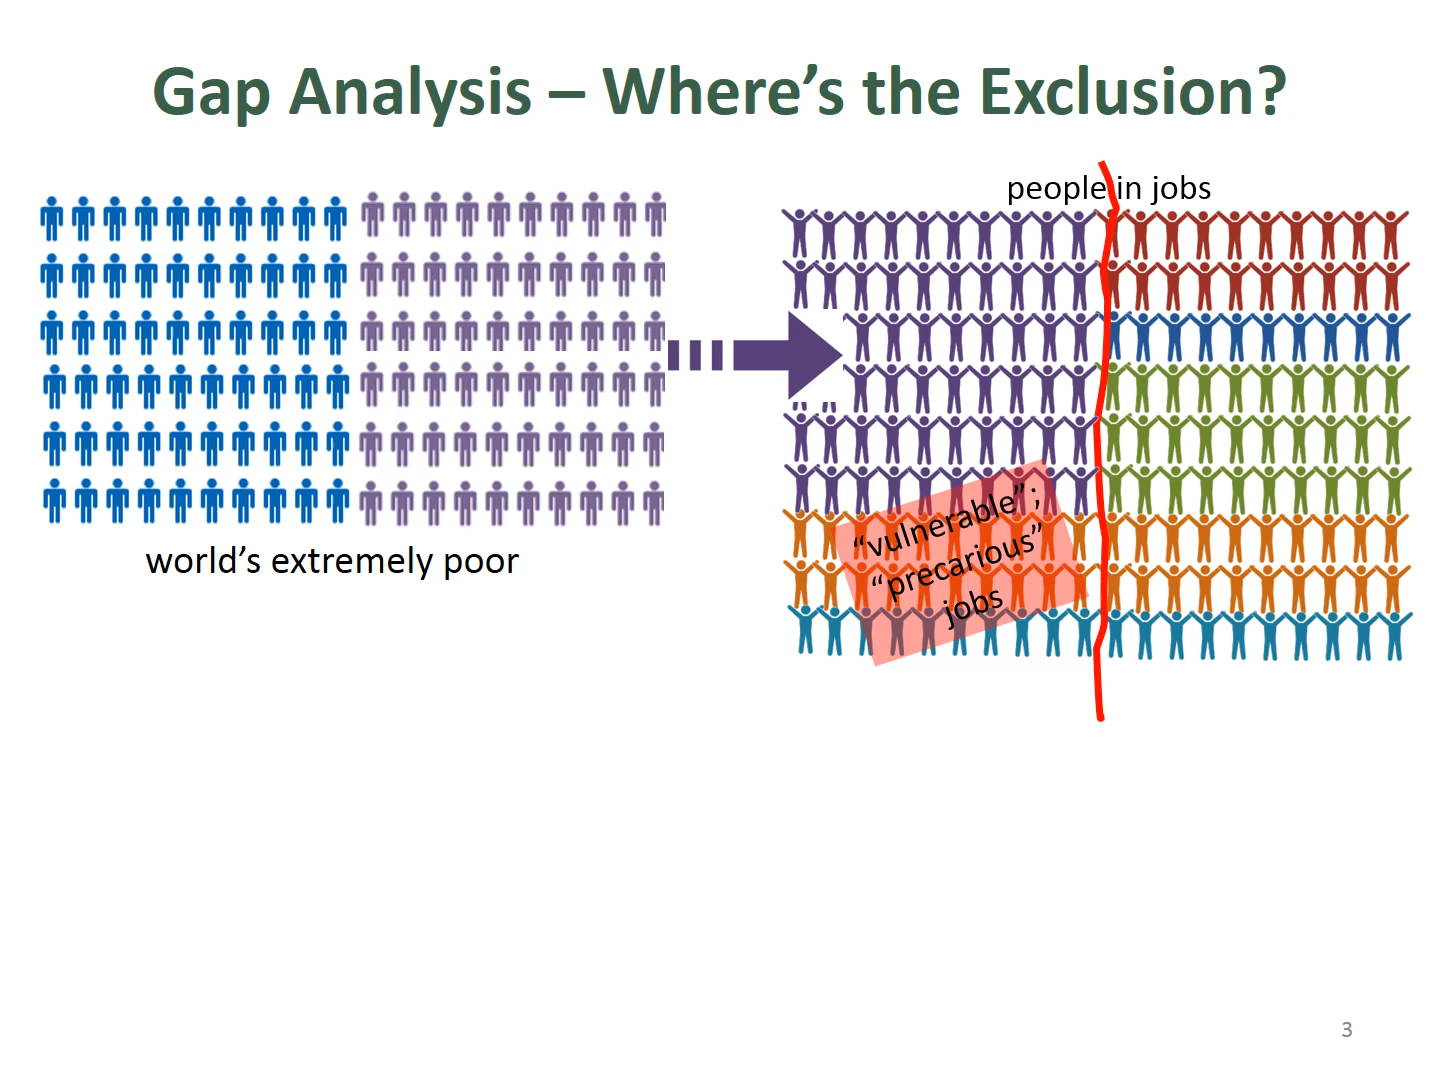 Gap Analysis – Where’s the Exclusion?
people in jobs
world’s extremely poor
“vulnerable”;
“precarious”
jobs
3